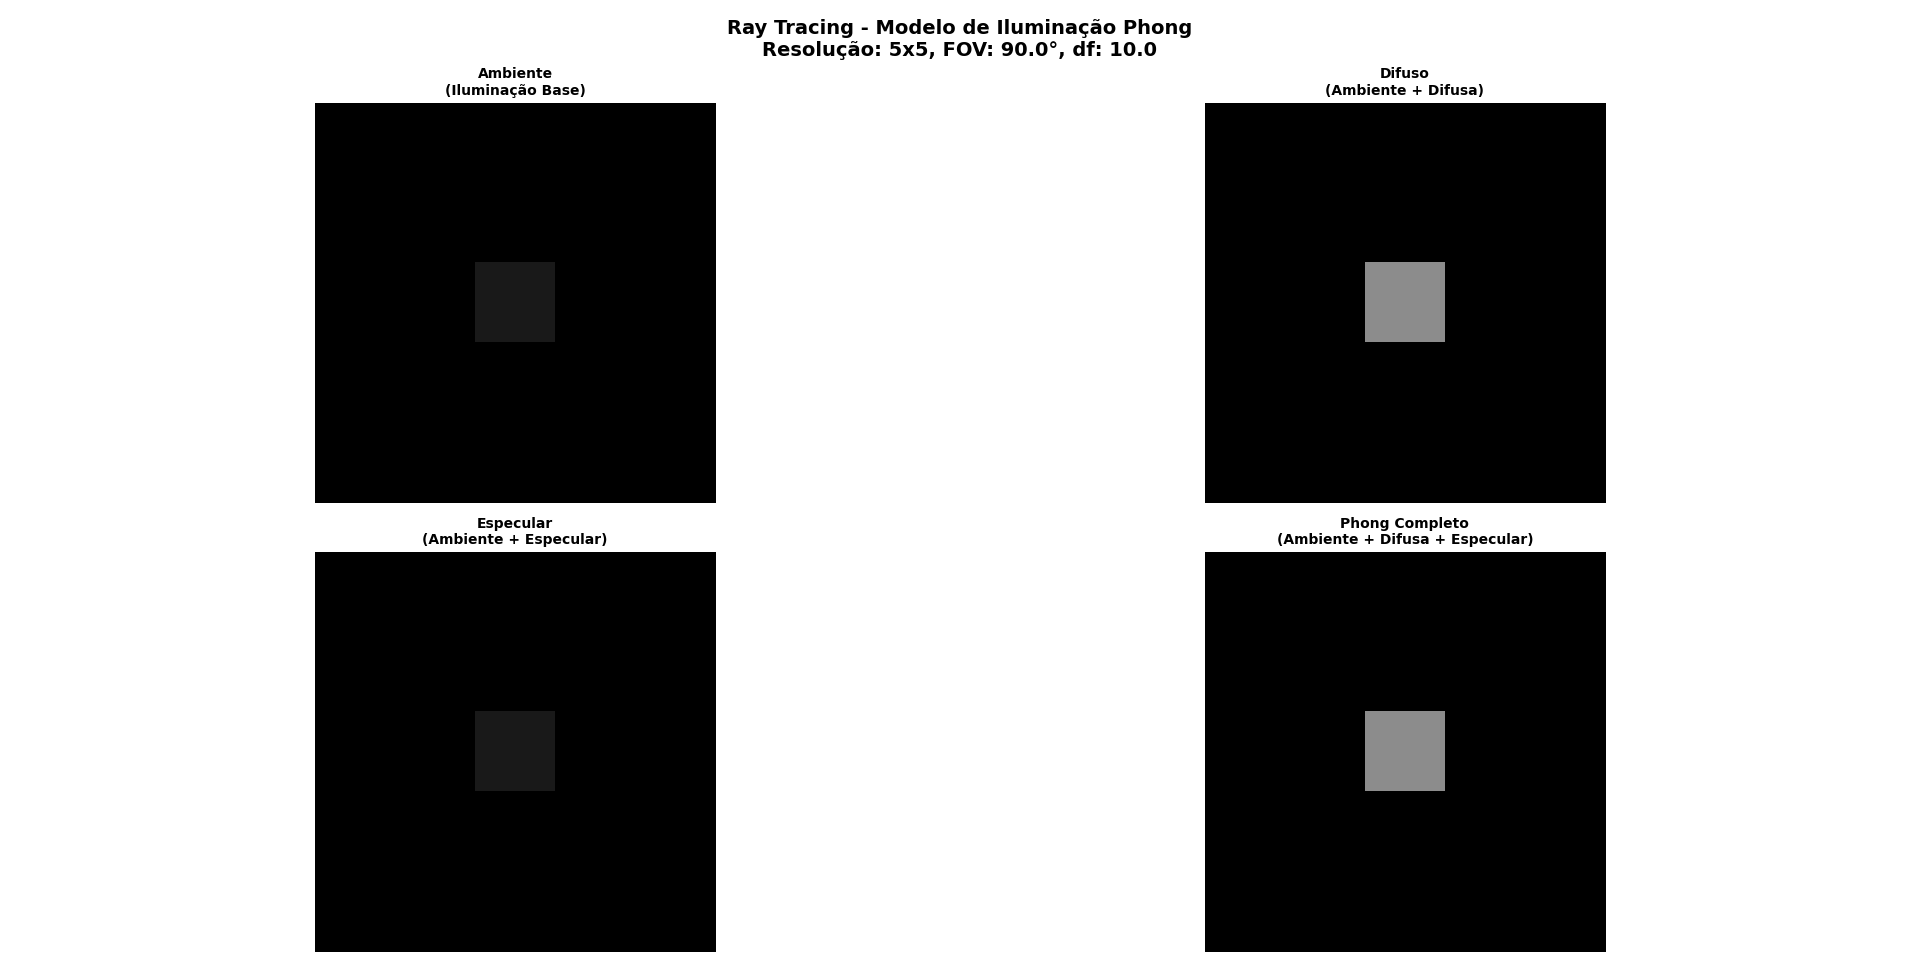 Ray Tracing - Modelo de Iluminação Phong
Resolução: 5x5, FOV: 90.0°, df: 10.0
Ambiente
(Iluminação Base)
Difuso
(Ambiente + Difusa)
Especular
(Ambiente + Especular)
Phong Completo
(Ambiente + Difusa + Especular)